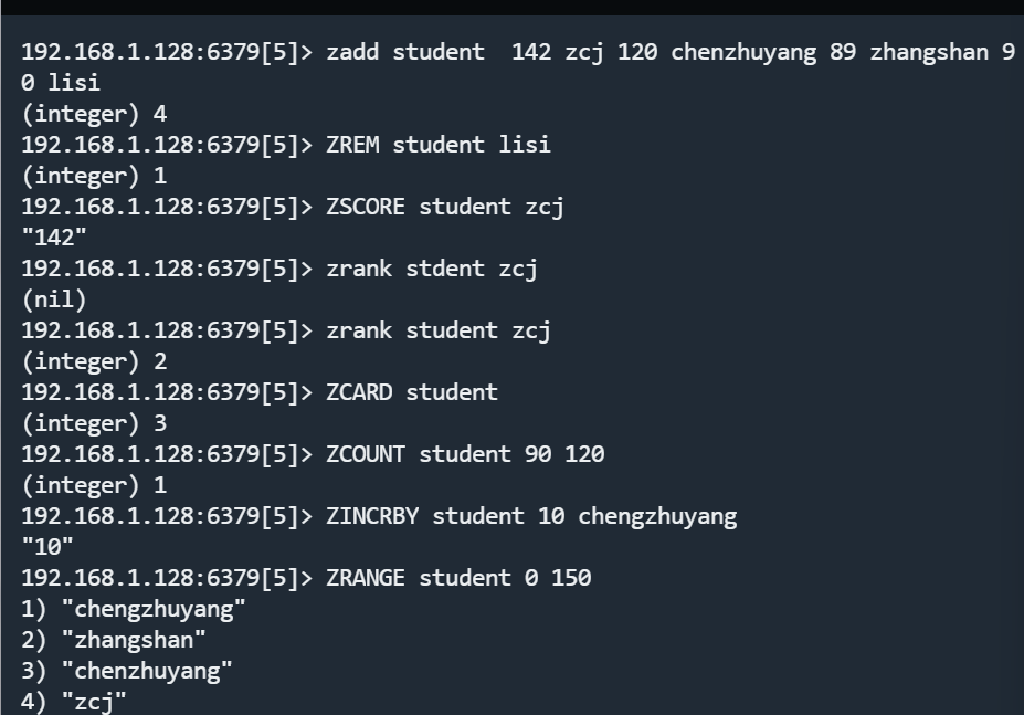 192.168.1.128:6379[5]> zadd student  142 zcj 120 chenzhuyang 89 zhangshan 9
0 lisi
(integer) 4
192.168.1.128:6379[5]> ZREM student lisi
(integer) 1
192.168.1.128:6379[5]> ZSCORE student zcj
"142"
192.168.1.128:6379[5]> zrank stdent zcj
(nil)
192.168.1.128:6379[5]> zrank student zcj
(integer) 2
192.168.1.128:6379[5]> ZCARD student
(integer) 3
192.168.1.128:6379[5]> ZCOUNT student 90 120
(integer) 1
192.168.1.128:6379[5]> ZINCRBY student 10 chengzhuyang
"10"
192.168.1.128:6379[5]> ZRANGE student 0 150
1) "chengzhuyang"
2) "zhangshan"
3) "chenzhuyang"
4) "zcj"